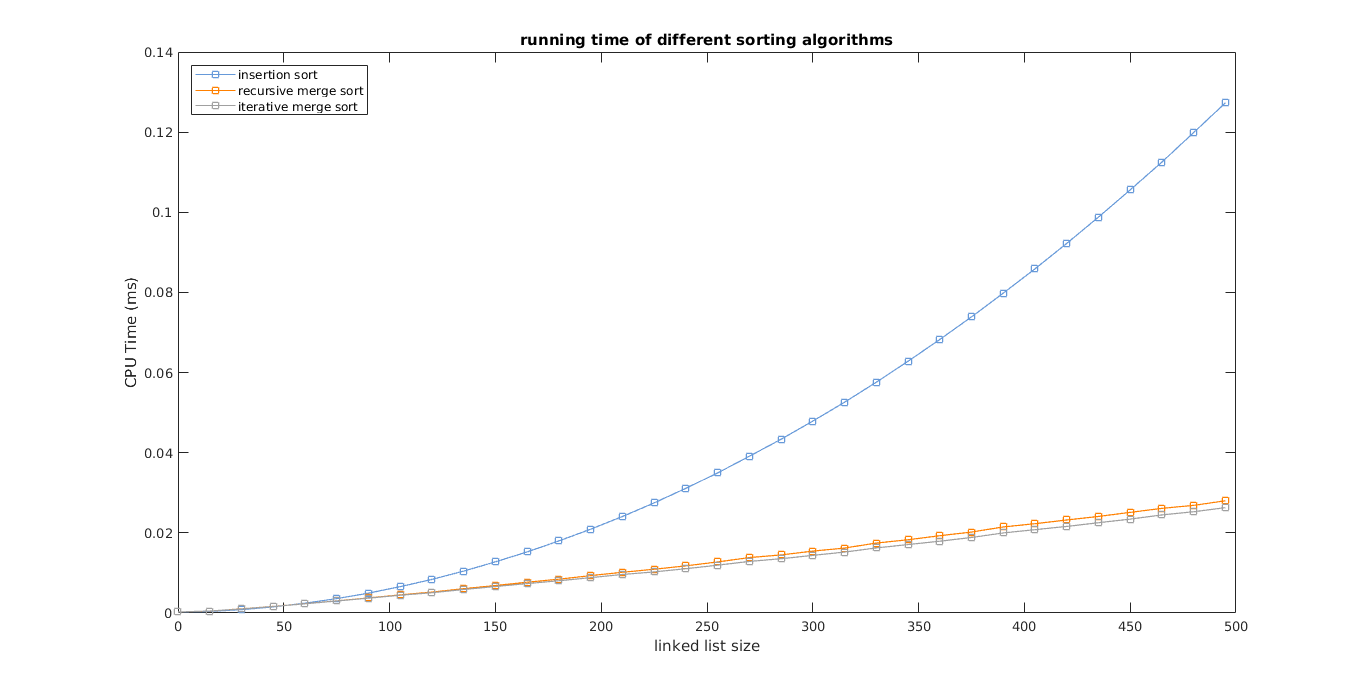 running time of different sorting algorithms
0.14
0.12
0.1
0.08
0.06
0.04
0.02
0
CPU Time (ms)
insertion sort
recursive merge sort
iterative merge sort
0 50 100 150 200 250 300 350 400 450 500
linked list size